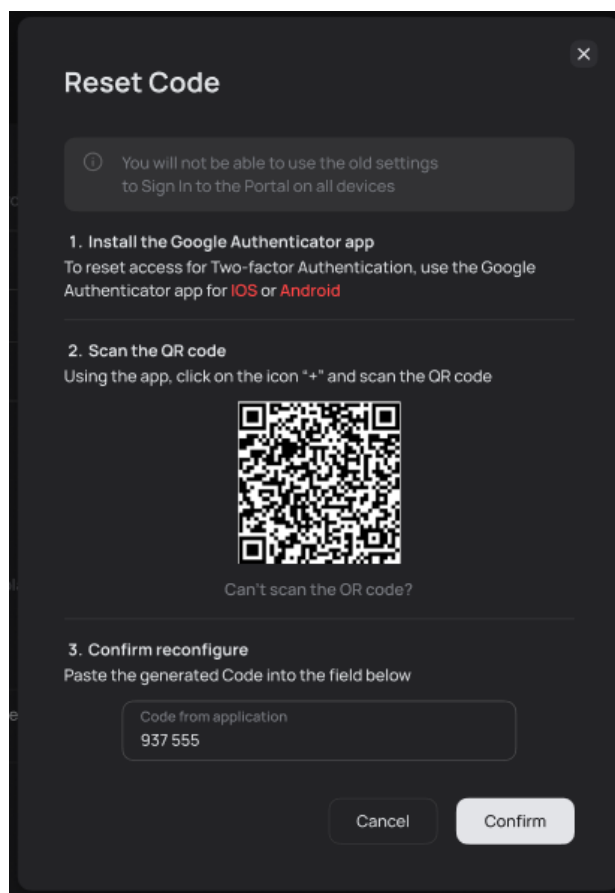 Reset Code
You will not be able to use the old settings
to Sign In to the Portal on all devices
1. Install the Google Authenticator app
To reset access for Two-factor Authentication, use the Google
Authenticator app for IOS or Android
2. Scan the QR code
Using the app, click on the icon “+” and scan the QR code
Can't scan the QR code?
3. Confirm reconfigure
Paste the generated Code into the field below
Code from application
937 555
Cancel
Confirm